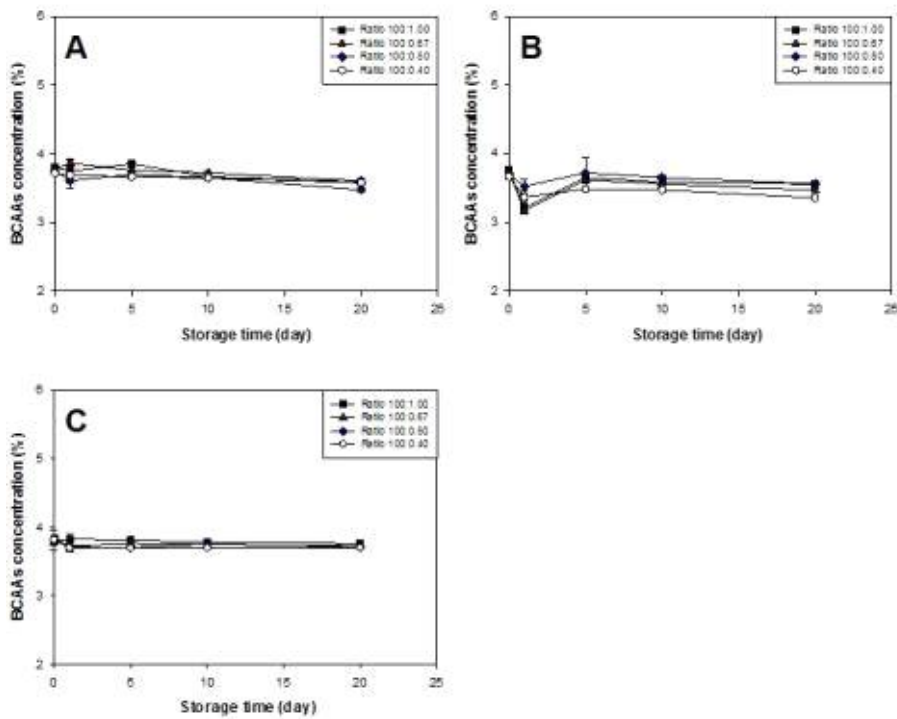 A
Ratio 100:1.00
Ratio 100:0.67
Ratio 100:0.50
Ratio 100:0.40
BCAAs concentration (%)
6
5
4
3
2
0 5 10 15 20 25
Storage time (day)
B
Ratio 100:1.00
Ratio 100:0.67
Ratio 100:0.50
Ratio 100:0.40
BCAAs concentration (%)
6
5
4
3
2
0 5 10 15 20 25
Storage time (day)
C
Ratio 100:1.00
Ratio 100:0.67
Ratio 100:0.50
Ratio 100:0.40
BCAAs concentration (%)
6
5
4
3
2
0 5 10 15 20 25
Storage time (day)